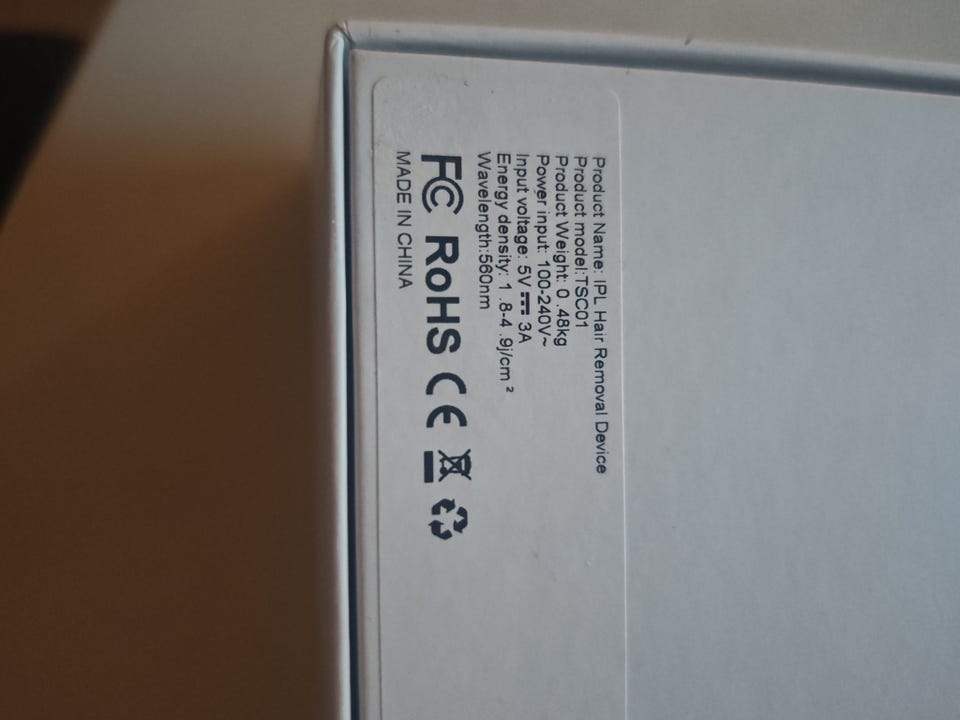 Product Name: IPL Hair Removal Device
Product model:TSC01
Product Weight: 0 .48kg
Power input: 100-240V~
Input voltage: 5V ⎓ 3A
Energy density: 1 .8-4 .9j/cm ²
Wavelength:560nm
FC RoHS CE
MADE IN CHINA